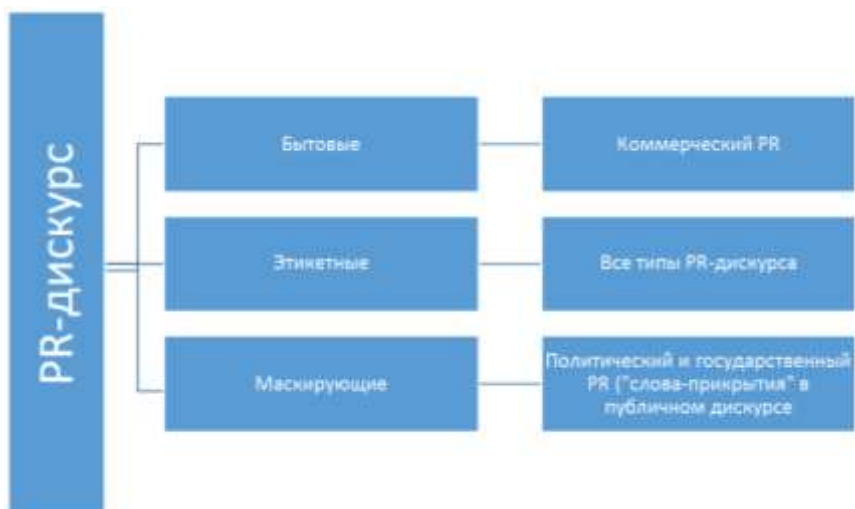 PR-дискурс
Бытовые
Коммерческий PR
Этикетные
Все типы PR-дискурса
Маскирующие
Политический и государственный
PR ("слова-прикрытия" в
публичном дискурсе